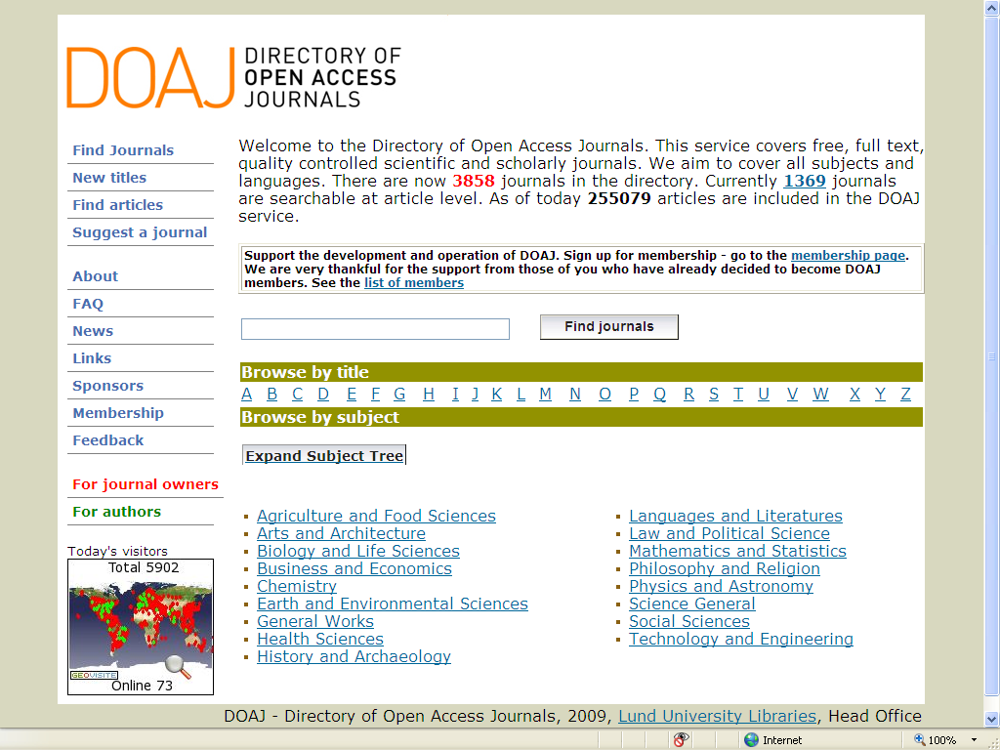 DOAJ
DIRECTORY OF
OPEN ACCESS
JOURNALS
Find Journals
New titles
Find articles
Suggest a journal
About
FAQ
News
Links
Sponsors
Membership
Feedback
For journal owners
For authors
Today's visitors
Total 5902
GEOVISITE
Online 73
Welcome to the Directory of Open Access Journals. This service covers free, full text,
quality controlled scientific and scholarly journals. We aim to cover all subjects and
languages. There are now 3858 journals in the directory. Currently 1369 journals
are searchable at article level. As of today 255079 articles are included in the DOAJ
service.
Support the development and operation of DOAJ. Sign up for membership - go to the membership page.
We are very thankful for the support from those of you who have already decided to become DOAJ
members. See the list of members
Find journals
Browse by title
A B C D E F G H I J K L M N O P Q R S T U V W X Y Z
Browse by subject
Expand Subject Tree
Agriculture and Food Sciences
Arts and Architecture
Biology and Life Sciences
Business and Economics
Chemistry
Earth and Environmental Sciences
General Works
Health Sciences
History and Archaeology
Languages and Literatures
Law and Political Science
Mathematics and Statistics
Philosophy and Religion
Physics and Astronomy
Science General
Social Sciences
Technology and Engineering
DOAJ - Directory of Open Access Journals, 2009, Lund University Libraries, Head Office
Internet
100%